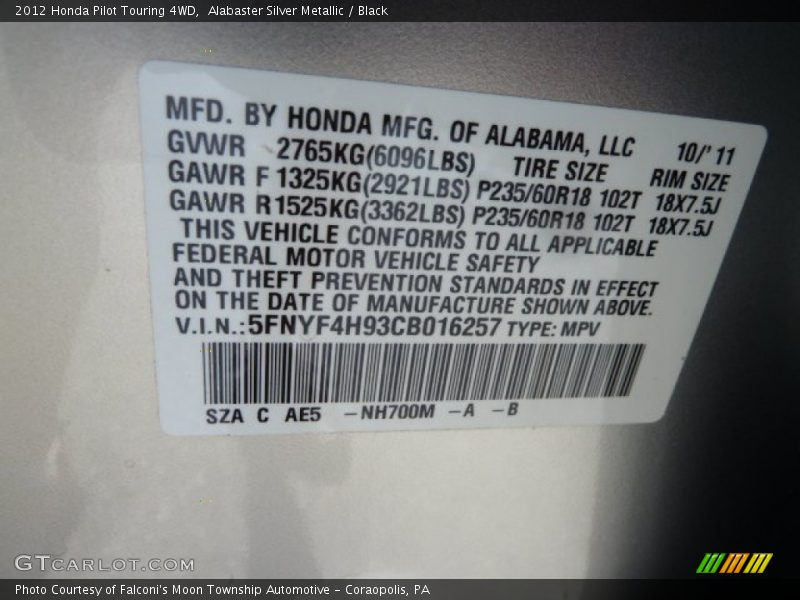 2012 Honda Pilot Touring 4WD,  Alabaster Silver Metallic / Black
MFD. BY HONDA MFG. OF ALABAMA, LLC 10/'11
GVWR 2765KG(6096LBS) TIRE SIZE RIM SIZE
GAWR F 1325KG(2921LBS) P235/60R18 102T 18X7.5J
GAWR R 1525KG(3362LBS) P235/60R18 102T 18X7.5J
THIS VEHICLE CONFORMS TO ALL APPLICABLE
FEDERAL MOTOR VEHICLE SAFETY
AND THEFT PREVENTION STANDARDS IN EFFECT
ON THE DATE OF MANUFACTURE SHOWN ABOVE.
V.I.N.: 5FNYF4H93CB016257 TYPE: MPV
SZA C AE5 -NH700M -A -B
GTCARLOT.COM
Photo Courtesy of Falconi's Moon Township Automotive - Coraopolis, PA